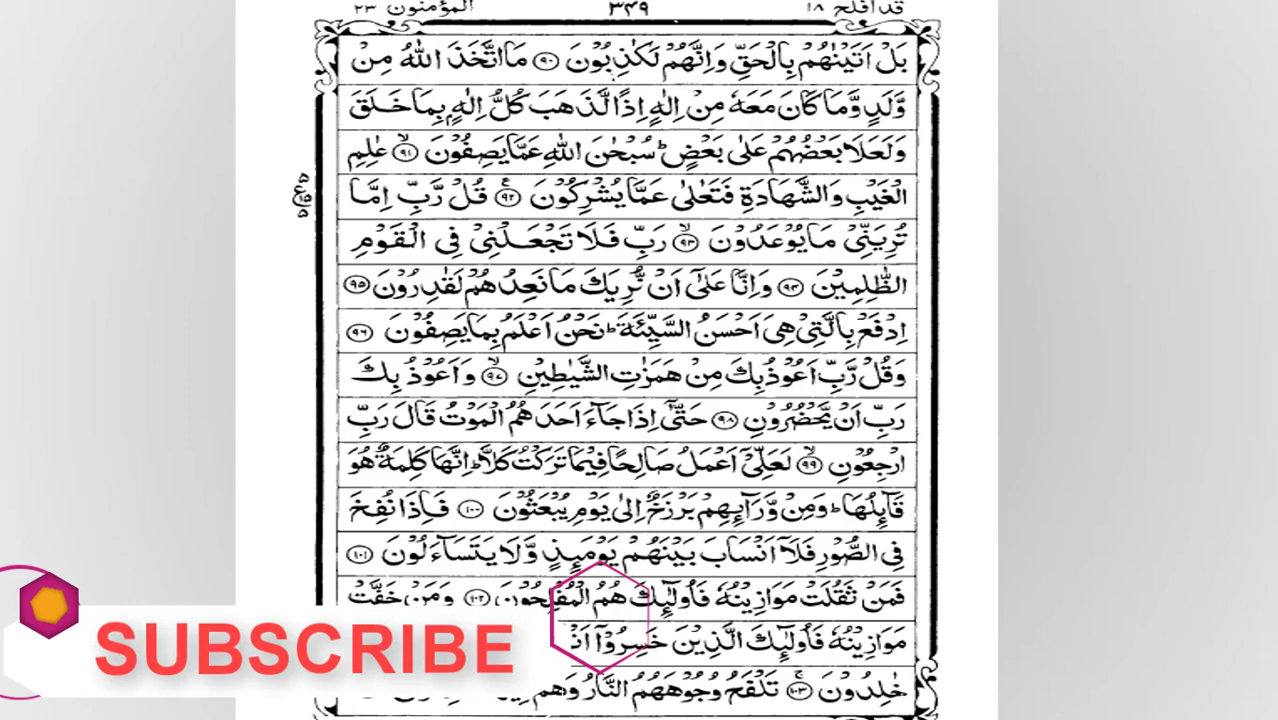 قد افلح ١٨ ٣٤٩ المؤمنون ٢٣
بَلْ اَتَيْنٰهُمْ بِالْحَقِّ وَاِنَّهُمْ لَكٰذِبُوْنَ ﴿٩٠﴾ مَا اتَّخَذَ اللّٰهُ مِنْ
وَّلَدٍ وَّمَا كَانَ مَعَهٗ مِنْ اِلٰهٍ اِذًا لَّذَهَبَ كُلُّ اِلٰهٍۢ بِمَا خَلَقَ
وَلَعَلَا بَعْضُهُمْ عَلٰى بَعْضٍ ؕ سُبْحٰنَ اللّٰهِ عَمَّا يَصِفُوْنَ ۙ﴿٩١﴾ عٰلِمِ
الْغَيْبِ وَالشَّهَادَةِ فَتَعٰلٰى عَمَّا يُشْرِكُوْنَ ؑ﴿٩٢﴾ قُلْ رَّبِّ اِمَّا
تُرِيَنِّىْ مَا يُوْعَدُوْنَ ۙ﴿٩٣﴾ رَبِّ فَلَا تَجْعَلْنِىْ فِى الْقَوْمِ
الظّٰلِمِيْنَ ﴿٩٤﴾ وَاِنَّا عَلٰٓى اَنْ نُّرِيَكَ مَا نَعِدُهُمْ لَقٰدِرُوْنَ ﴿٩٥﴾
اِدْفَعْ بِالَّتِىْ هِىَ اَحْسَنُ السَّيِّئَةَ ؕ نَحْنُ اَعْلَمُ بِمَا يَصِفُوْنَ ﴿٩٦﴾
وَقُلْ رَّبِّ اَعُوْذُ بِكَ مِنْ هَمَزٰتِ الشَّيٰطِيْنِ ۙ﴿٩٧﴾ وَاَعُوْذُ بِكَ
رَبِّ اَنْ يَّحْضُرُوْنِ ﴿٩٨﴾ حَتّٰٓى اِذَا جَآءَ اَحَدَهُمُ الْمَوْتُ قَالَ رَبِّ
ارْجِعُوْنِ ۙ﴿٩٩﴾ لَعَلِّىْٓ اَعْمَلُ صَالِحًا فِيْمَا تَرَكْتُ كَلَّا ؕ اِنَّهَا كَلِمَةٌ هُوَ
قَآئِلُهَا ؕ وَمِنْ وَّرَآئِهِمْ بَرْزَخٌ اِلٰى يَوْمِ يُبْعَثُوْنَ ﴿١٠٠﴾ فَاِذَا نُفِخَ
فِى الصُّوْرِ فَلَاۤ اَنْسَابَ بَيْنَهُمْ يَوْمَئِذٍ وَّلَا يَتَسَآءَلُوْنَ ﴿١٠١﴾
فَمَنْ ثَقُلَتْ مَوَازِيْنُهٗ فَاُولٰٓئِكَ هُمُ الْمُفْلِحُوْنَ ﴿١٠٢﴾ وَمَنْ خَفَّتْ
مَوَازِيْنُهٗ فَاُولٰٓئِكَ الَّذِيْنَ خَسِرُوْٓا
خٰلِدُوْنَ ۚ﴿١٠٣﴾ تَلْفَحُ وُجُوْهَهُمُ النَّارُ وَهُمْ
SUBSCRIBE